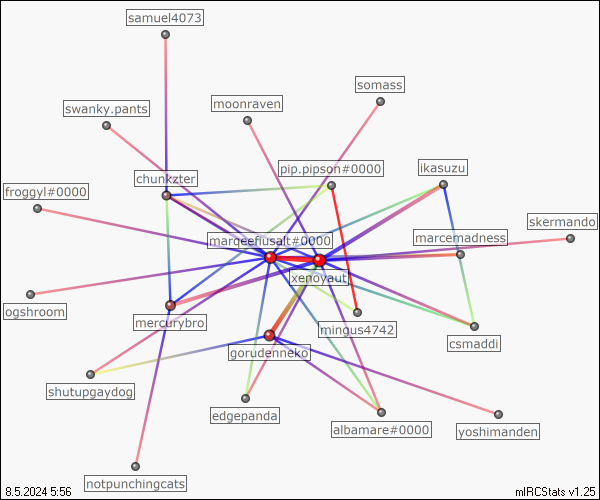 samuel4073
somass
moonraven
swanky.pants
pip.pipson#0000
ikasuzu
chunkzter
froggyl#0000
skermando
marqeefiusalt#0000
marcemadness
xenoyaut
ogshroom
mercurybro
mingus4742
csmaddi
gorudenneko
shutupgaydog
edgepanda
albamare#0000
yoshimanden
notpunchingcats
8.5.2024 5:56
mIRCStats v1.25